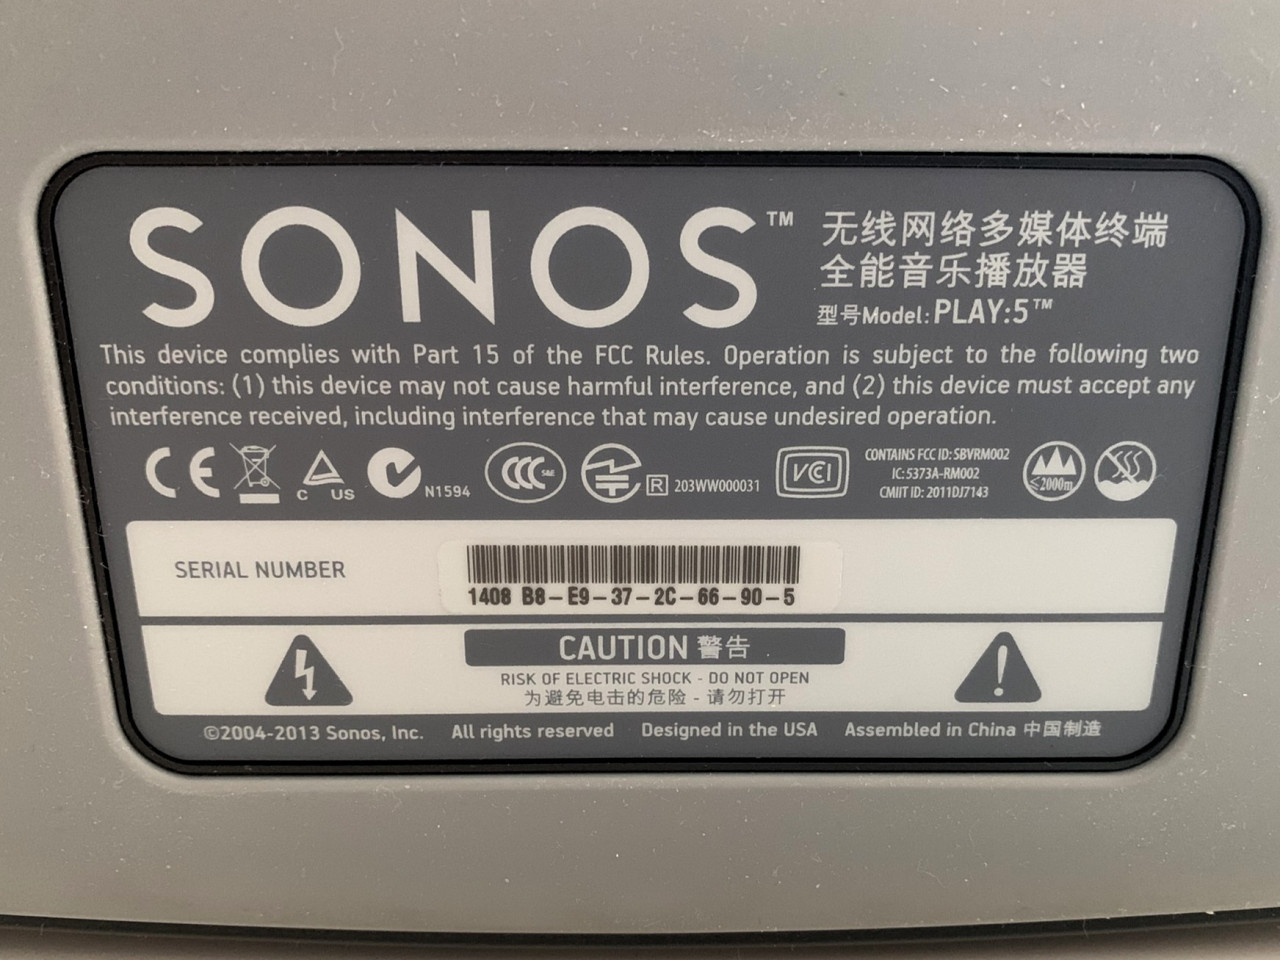 SONOS™
无线网络多媒体终端
全能音乐播放器
型号Model: PLAY:5™
This device complies with Part 15 of the FCC Rules. Operation is subject to the following two
conditions: (1) this device may not cause harmful interference, and (2) this device must accept any
interference received, including interference that may cause undesired operation.
CE C US N1594 CCC S&E R 203WW000031 VCI
CONTAINS FCC ID: SBVRM002
IC: 5373A-RM002
CMIIT ID: 2011DJ7143
≤2000m
SERIAL NUMBER
1408 B8-E9-37-2C-66-90-5
CAUTION 警告
RISK OF ELECTRIC SHOCK - DO NOT OPEN
为避免电击的危险 - 请勿打开
©2004-2013 Sonos, Inc. All rights reserved Designed in the USA Assembled in China 中国制造